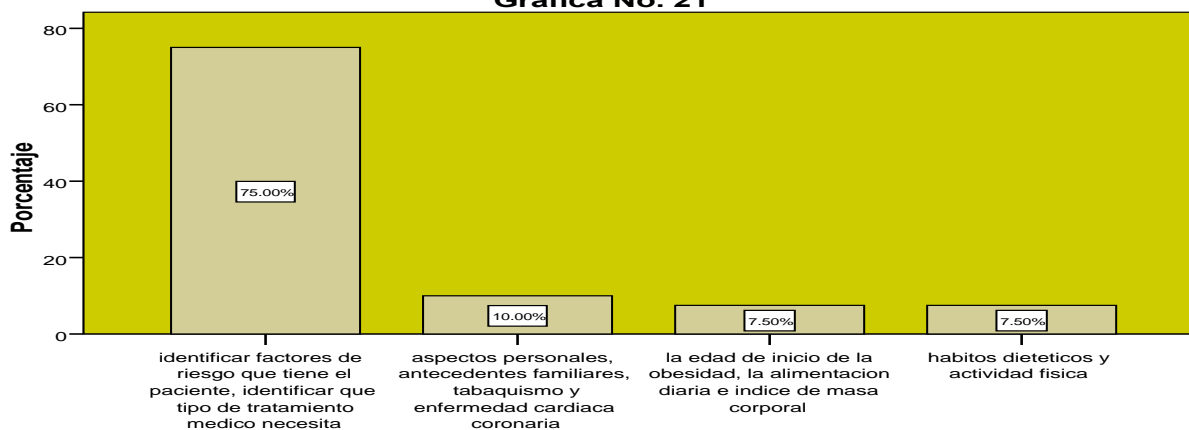 Gráfica No. 21
80
60
40
20
0
Porcentaje
75.00%
10.00%
7.50%
7.50%
identificar factores de
riesgo que tiene el
paciente, identificar que
tipo de tratamiento
medico necesita
aspectos personales,
antecedentes familiares,
tabaquismo y
enfermedad cardiaca
coronaria
la edad de inicio de la
obesidad, la alimentacion
diaria e indice de masa
corporal
habitos dieteticos y
actividad fisica